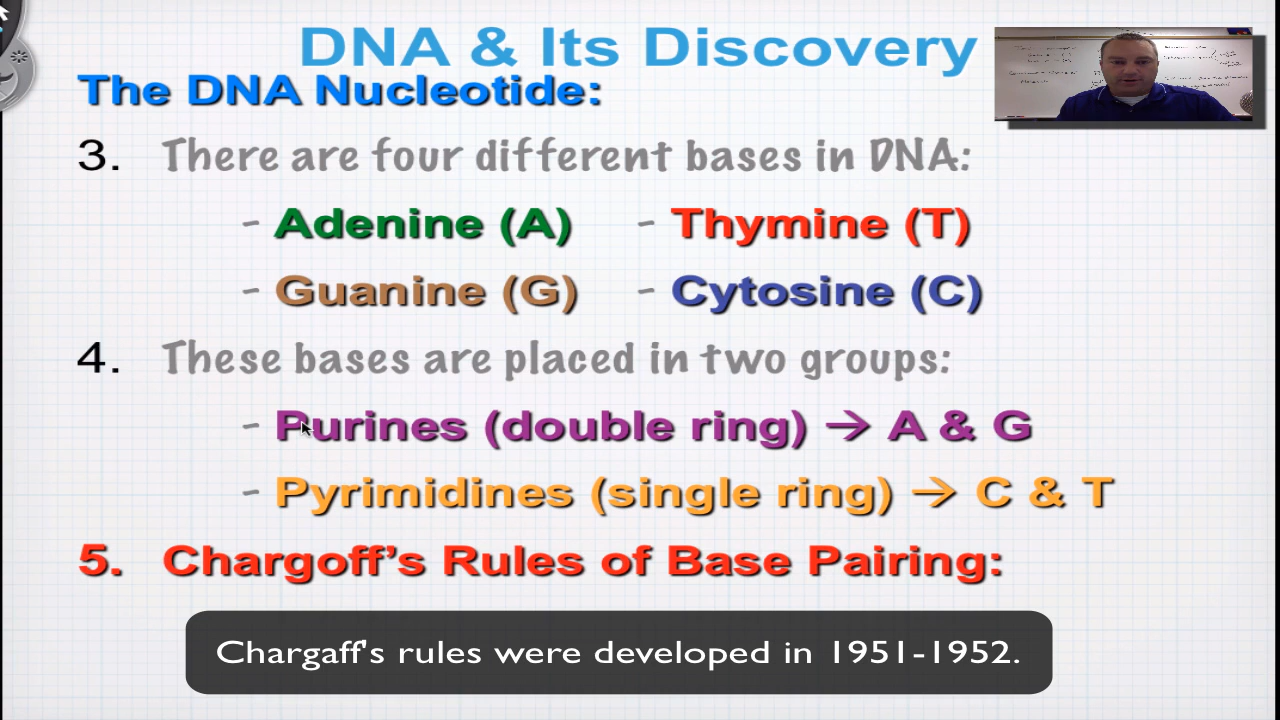 DNA & Its Discovery
The DNA Nucleotide:
3. There are four different bases in DNA:
- Adenine (A) - Thymine (T)
- Guanine (G) - Cytosine (C)
4. These bases are placed in two groups:
- Purines (double ring) → A & G
- Pyrimidines (single ring) → C & T
5. Chargoff's Rules of Base Pairing:
Chargaff's rules were developed in 1951-1952.